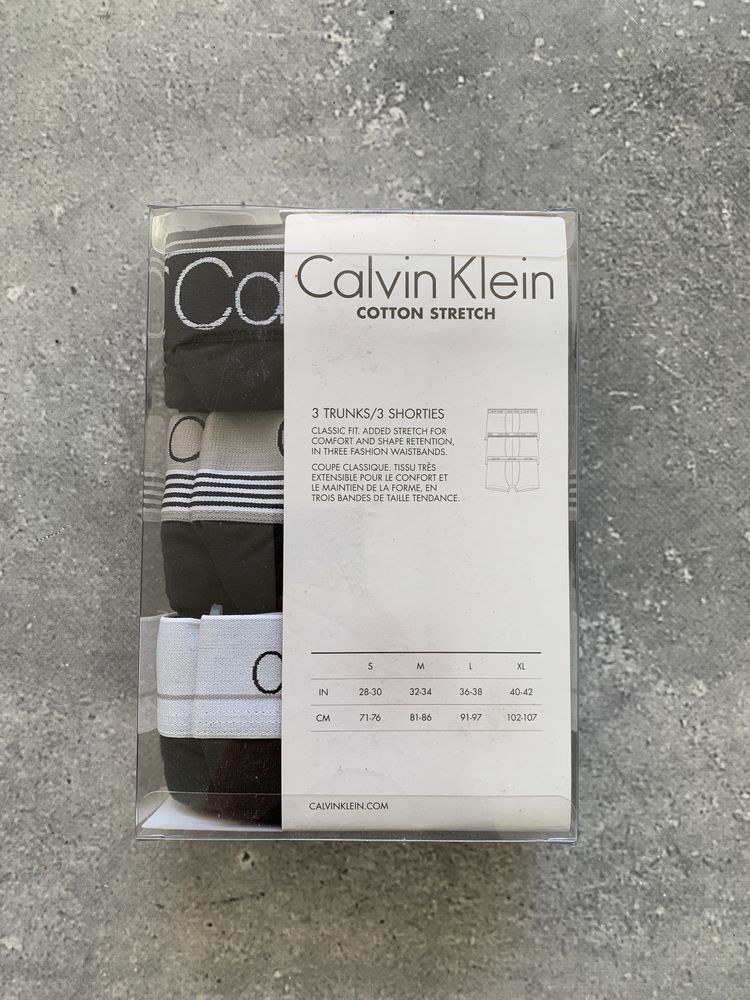 Ca
C
C
Calvin Klein
COTTON STRETCH
3 TRUNKS/3 SHORTIES
CLASSIC FIT. ADDED STRETCH FOR
COMFORT AND SHAPE RETENTION,
IN THREE FASHION WAISTBANDS.
COUPE CLASSIQUE. TISSU TRÈS
EXTENSIBLE POUR LE CONFORT ET
LE MAINTIEN DE LA FORME, EN
TROIS BANDES DE TAILLE TENDANCE.
S M L XL
IN 28-30 32-34 36-38 40-42
CM 71-76 81-86 91-97 102-107
CALVINKLEIN.COM